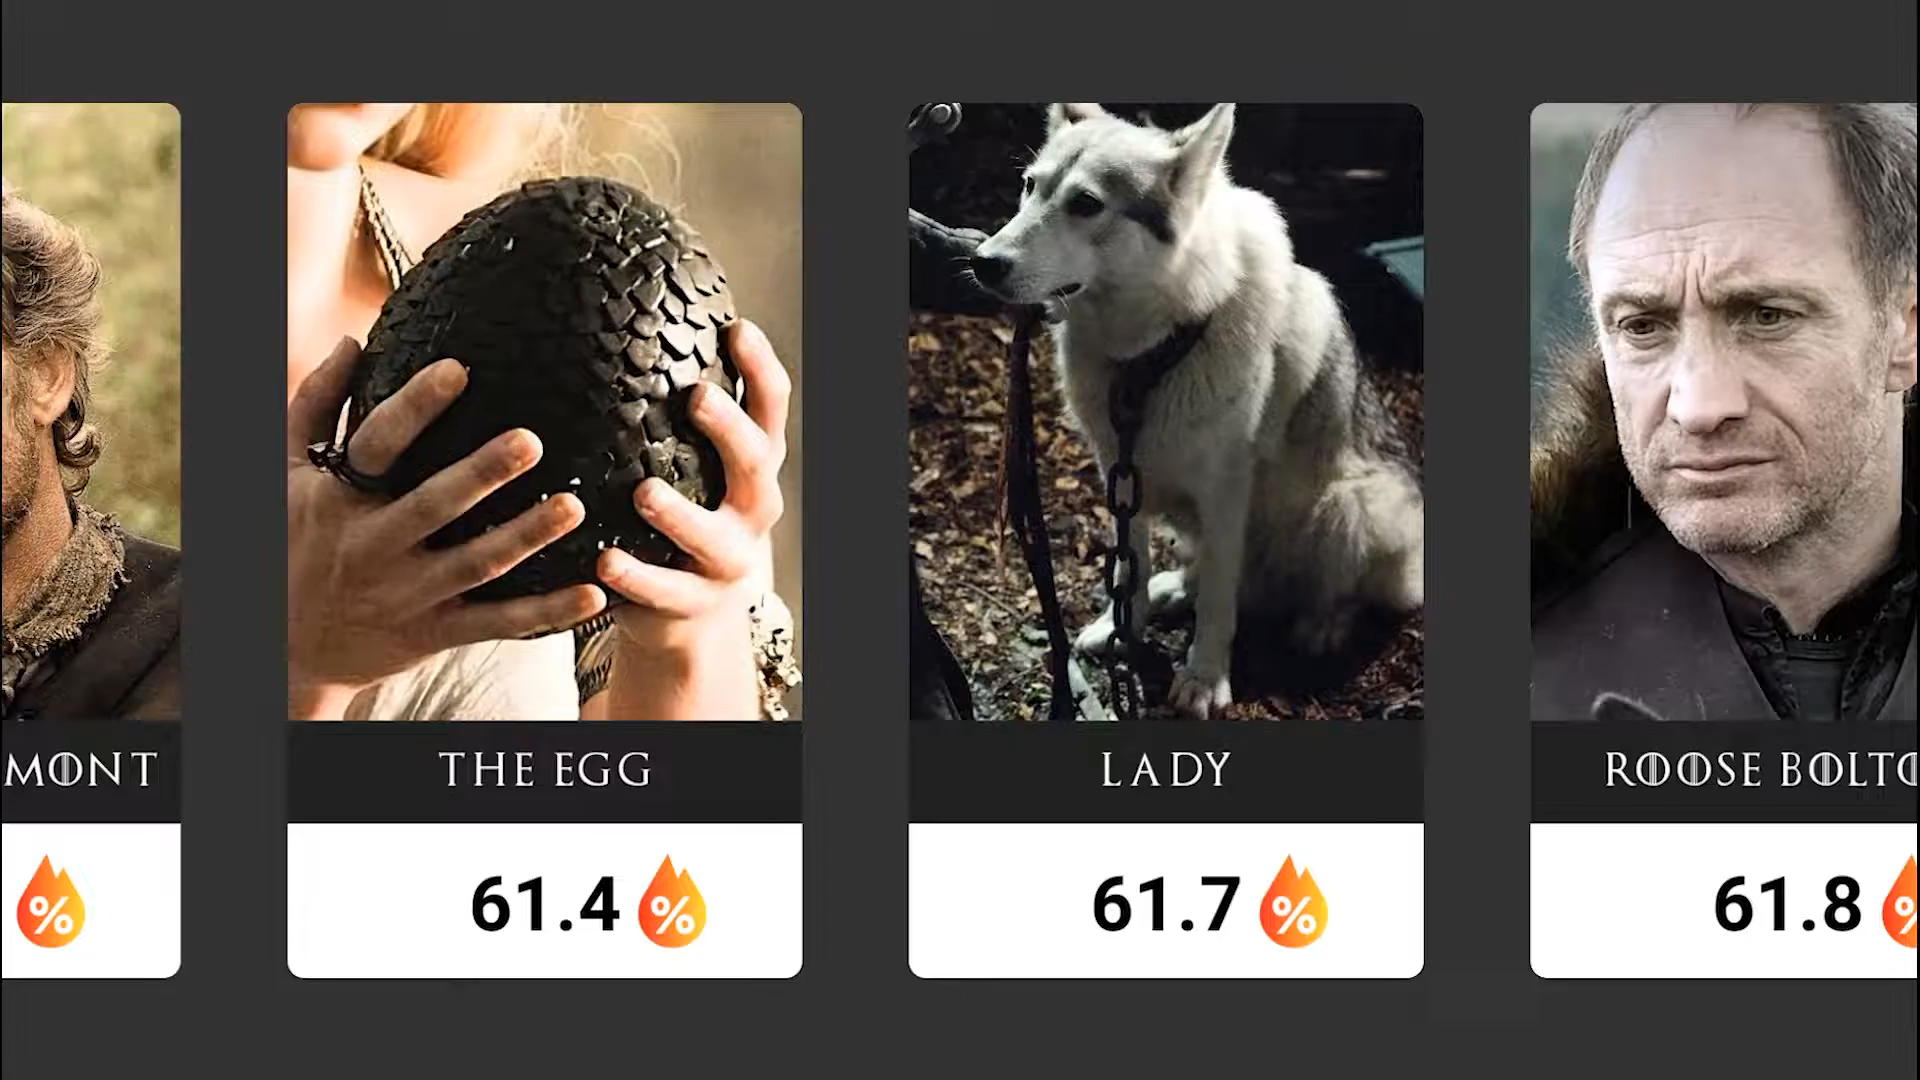 MONT
THE EGG
LADY
ROOSE BOLTO
%
61.4 %
61.7 %
61.8 %